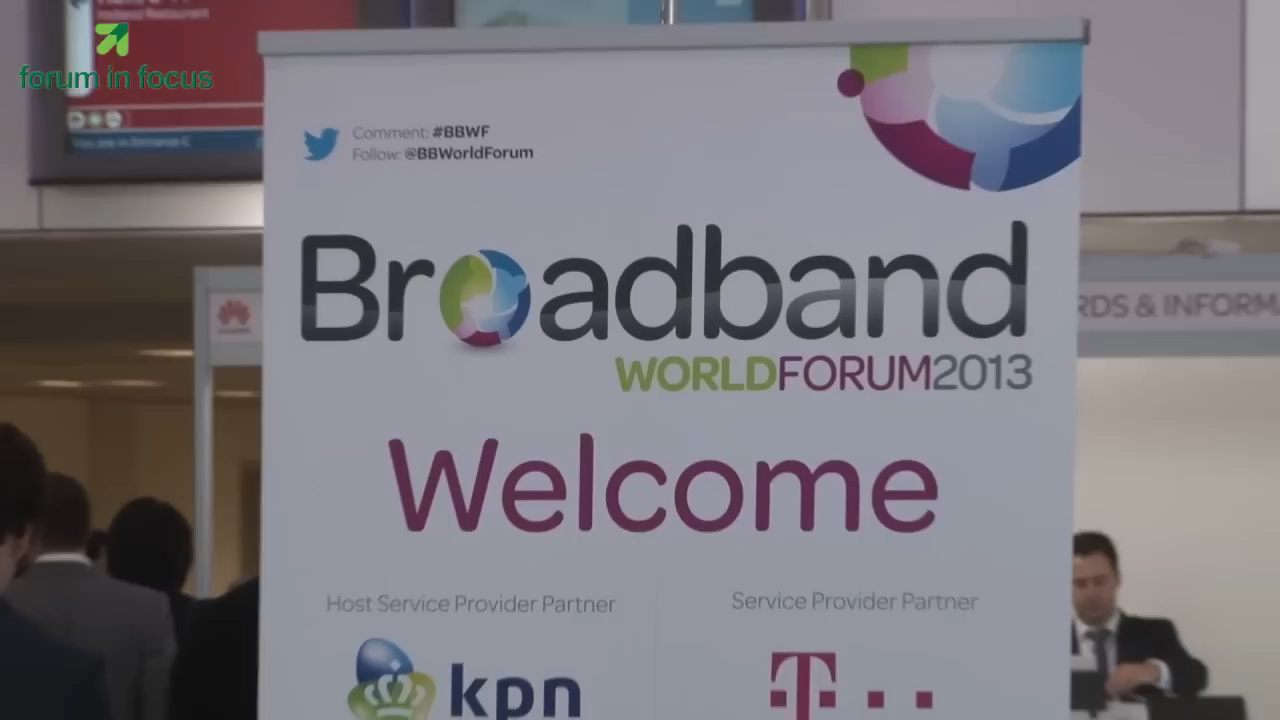 forum in focus
Comment: #BBWF
Follow: @BBWorldForum
Broadband
WORLDFORUM2013
Welcome
RDS & INFORM
Host Service Provider Partner
Service Provider Partner
kpn
T